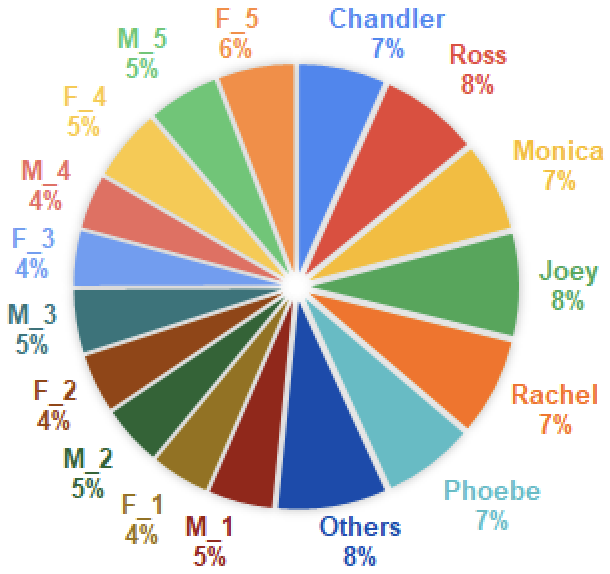 Chandler
7%
Ross
8%
Monica
7%
Joey
8%
Rachel
7%
Phoebe
7%
Others
8%
M_1
5%
F_1
4%
M_2
5%
F_2
4%
M_3
5%
F_3
4%
M_4
4%
F_4
5%
M_5
5%
F_5
6%